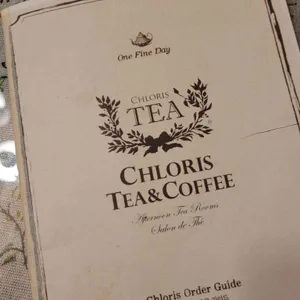 One Fine Day
CHLORIS
TEA
CHLORIS
TEA&COFFEE
Afternoon Tea Rooms
Salon de Thé
Chloris Order Guide